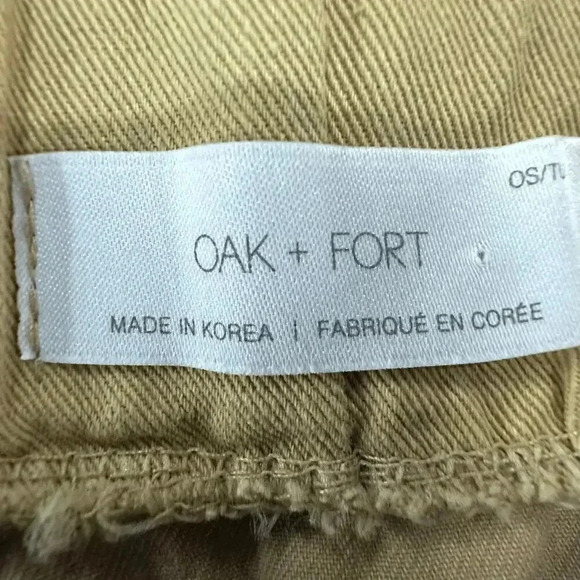 OS/TU
OAK + FORT
MADE IN KOREA | FABRIQUÉ EN CORÉE